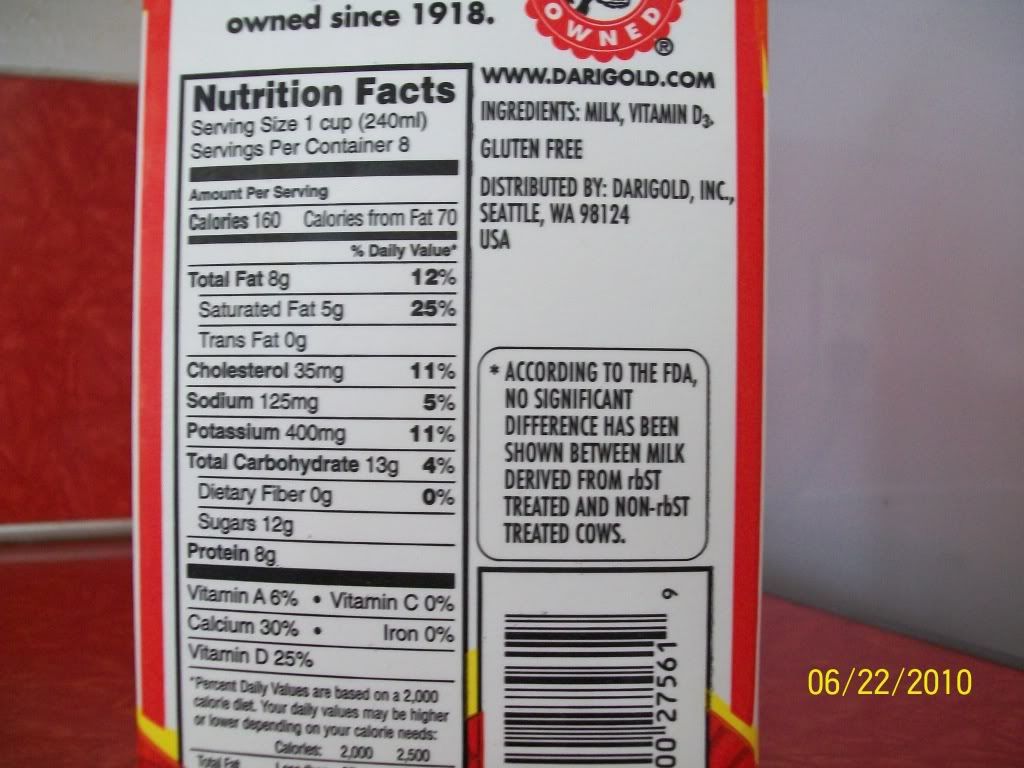 owned since 1918.
OWNED
®
Nutrition Facts
Serving Size 1 cup (240ml)
Servings Per Container 8
Amount Per Serving
Calories 160 Calories from Fat 70
% Daily Value*
Total Fat 8g 12%
Saturated Fat 5g 25%
Trans Fat 0g
Cholesterol 35mg 11%
Sodium 125mg 5%
Potassium 400mg 11%
Total Carbohydrate 13g 4%
Dietary Fiber 0g 0%
Sugars 12g
Protein 8g
Vitamin A 6% • Vitamin C 0%
Calcium 30% • Iron 0%
Vitamin D 25%
*Percent Daily Values are based on a 2,000
calorie diet. Your daily values may be higher
or lower depending on your calorie needs:
Calories: 2,000 2,500
Total Fat
WWW.DARIGOLD.COM
INGREDIENTS: MILK, VITAMIN D3.
GLUTEN FREE
DISTRIBUTED BY: DARIGOLD, INC.,
SEATTLE, WA 98124
USA
* ACCORDING TO THE FDA,
NO SIGNIFICANT
DIFFERENCE HAS BEEN
SHOWN BETWEEN MILK
DERIVED FROM rbST
TREATED AND NON-rbST
TREATED COWS.
00 27561 9
06/22/2010